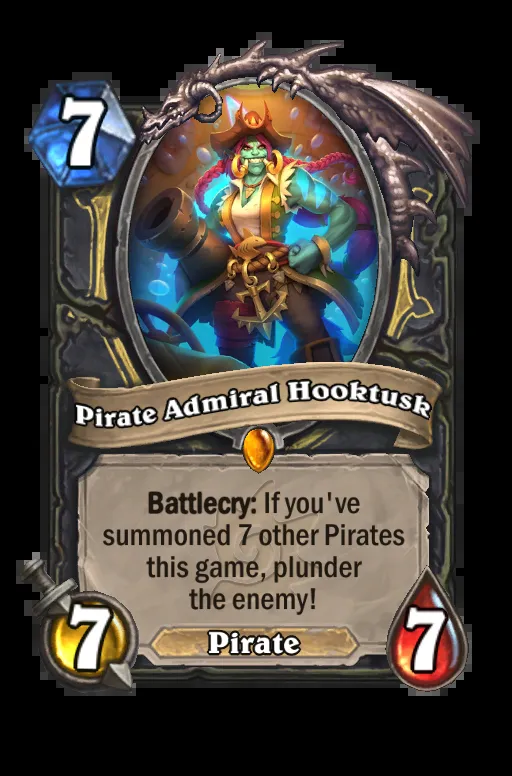 7
Pirate Admiral Hooktusk
Battlecry: If you've
summoned 7 other Pirates
this game, plunder
the enemy!
7
Pirate
7